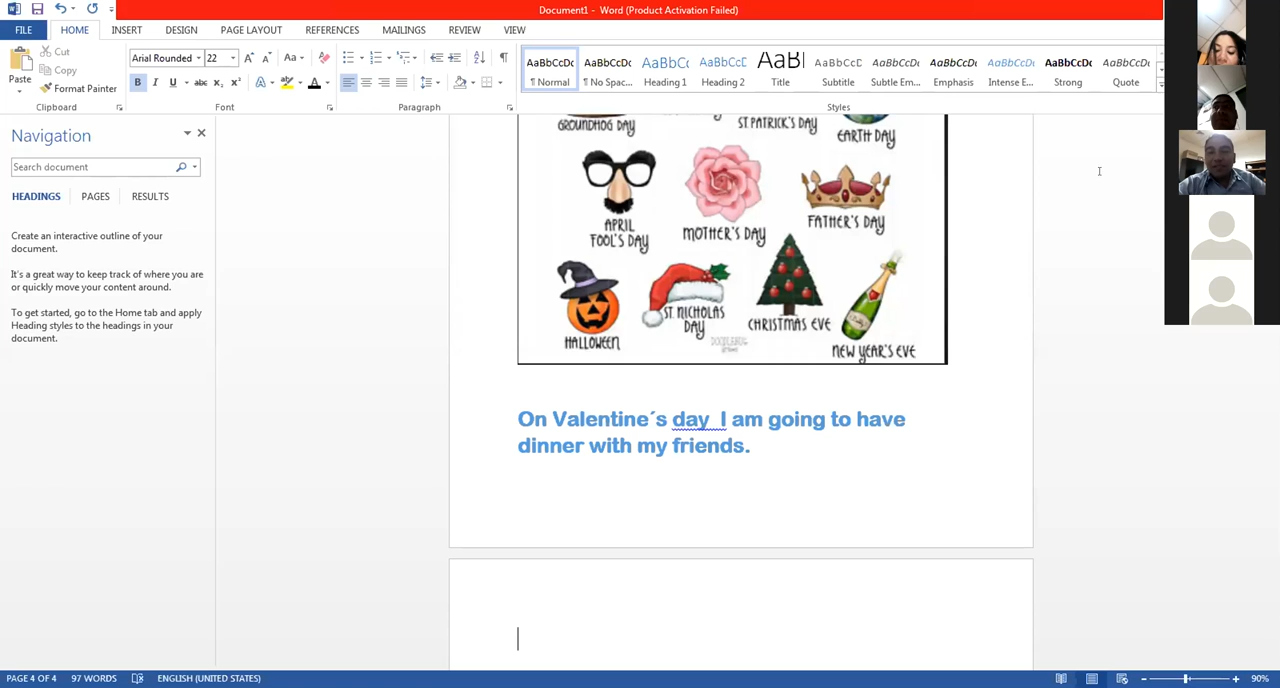 Document1 - Word (Product Activation Failed)
FILE HOME INSERT DESIGN PAGE LAYOUT REFERENCES MAILINGS REVIEW VIEW
Paste
Cut
Copy
Format Painter
Clipboard
Arial Rounded 22
Font
Paragraph
AaBbCcDc AaBbCcDc AaBbC( AaBbCcC AaB| AaBbCcD AaBbCcDc AaBbCcDc AaBbCcDc AaBbCcDc AaBbCcDc
¶ Normal ¶ No Spac... Heading 1 Heading 2 Title Subtitle Subtle Em... Emphasis Intense E... Strong Quote
Styles
Navigation
Search document
HEADINGS PAGES RESULTS
Create an interactive outline of your
document.
It's a great way to keep track of where you are
or quickly move your content around.
To get started, go to the Home tab and apply
Heading styles to the headings in your
document.
GROUNDHOG DAY
ST. PATRICK'S DAY
EARTH DAY
APRIL
FOOL'S DAY
MOTHER'S DAY
FATHER'S DAY
HALLOWEEN
ST. NICHOLAS
DAY
CHRISTMAS EVE
NEW YEAR'S EVE
On Valentine´s day I am going to have
dinner with my friends.
PAGE 4 OF 4 97 WORDS ENGLISH (UNITED STATES) 90%